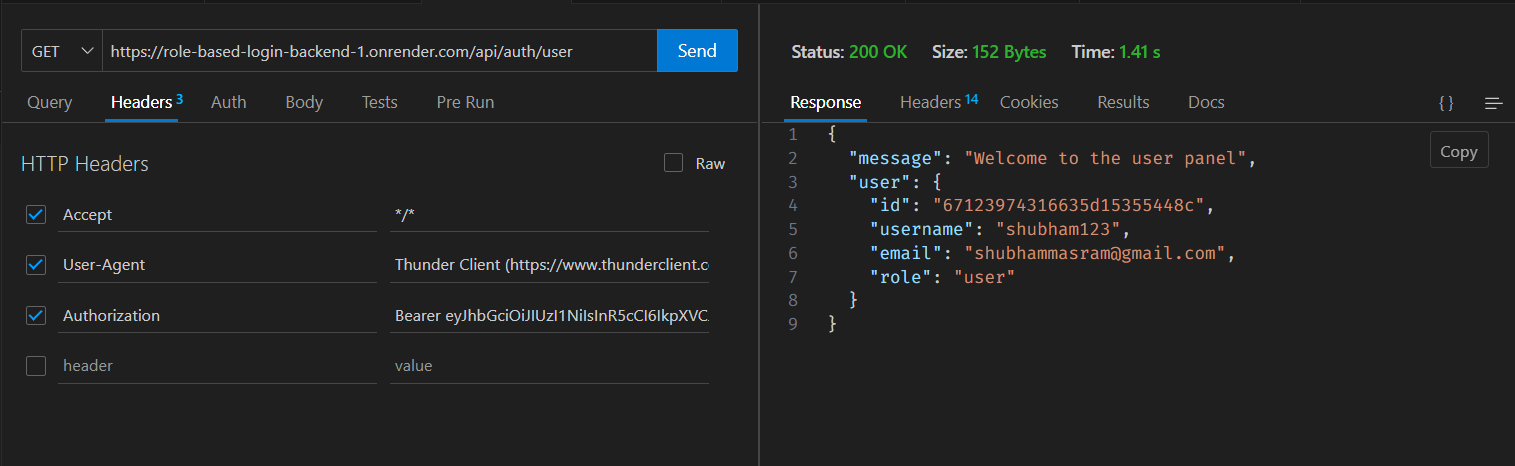 GET https://role-based-login-backend-1.onrender.com/api/auth/user Send
Query Headers 3 Auth Body Tests Pre Run
HTTP Headers Raw
Accept */*
User-Agent Thunder Client (https://www.thunderclient.c
Authorization Bearer eyJhbGciOiJIUzI1NiIsInR5cCI6IkpXVC
header value
Status: 200 OK Size: 152 Bytes Time: 1.41 s
Response Headers 14 Cookies Results Docs { }
Copy
1 {
2 "message": "Welcome to the user panel",
3 "user": {
4 "id": "67123974316635d15355448c",
5 "username": "shubham123",
6 "email": "shubhammasram@gmail.com",
7 "role": "user"
8 }
9 }